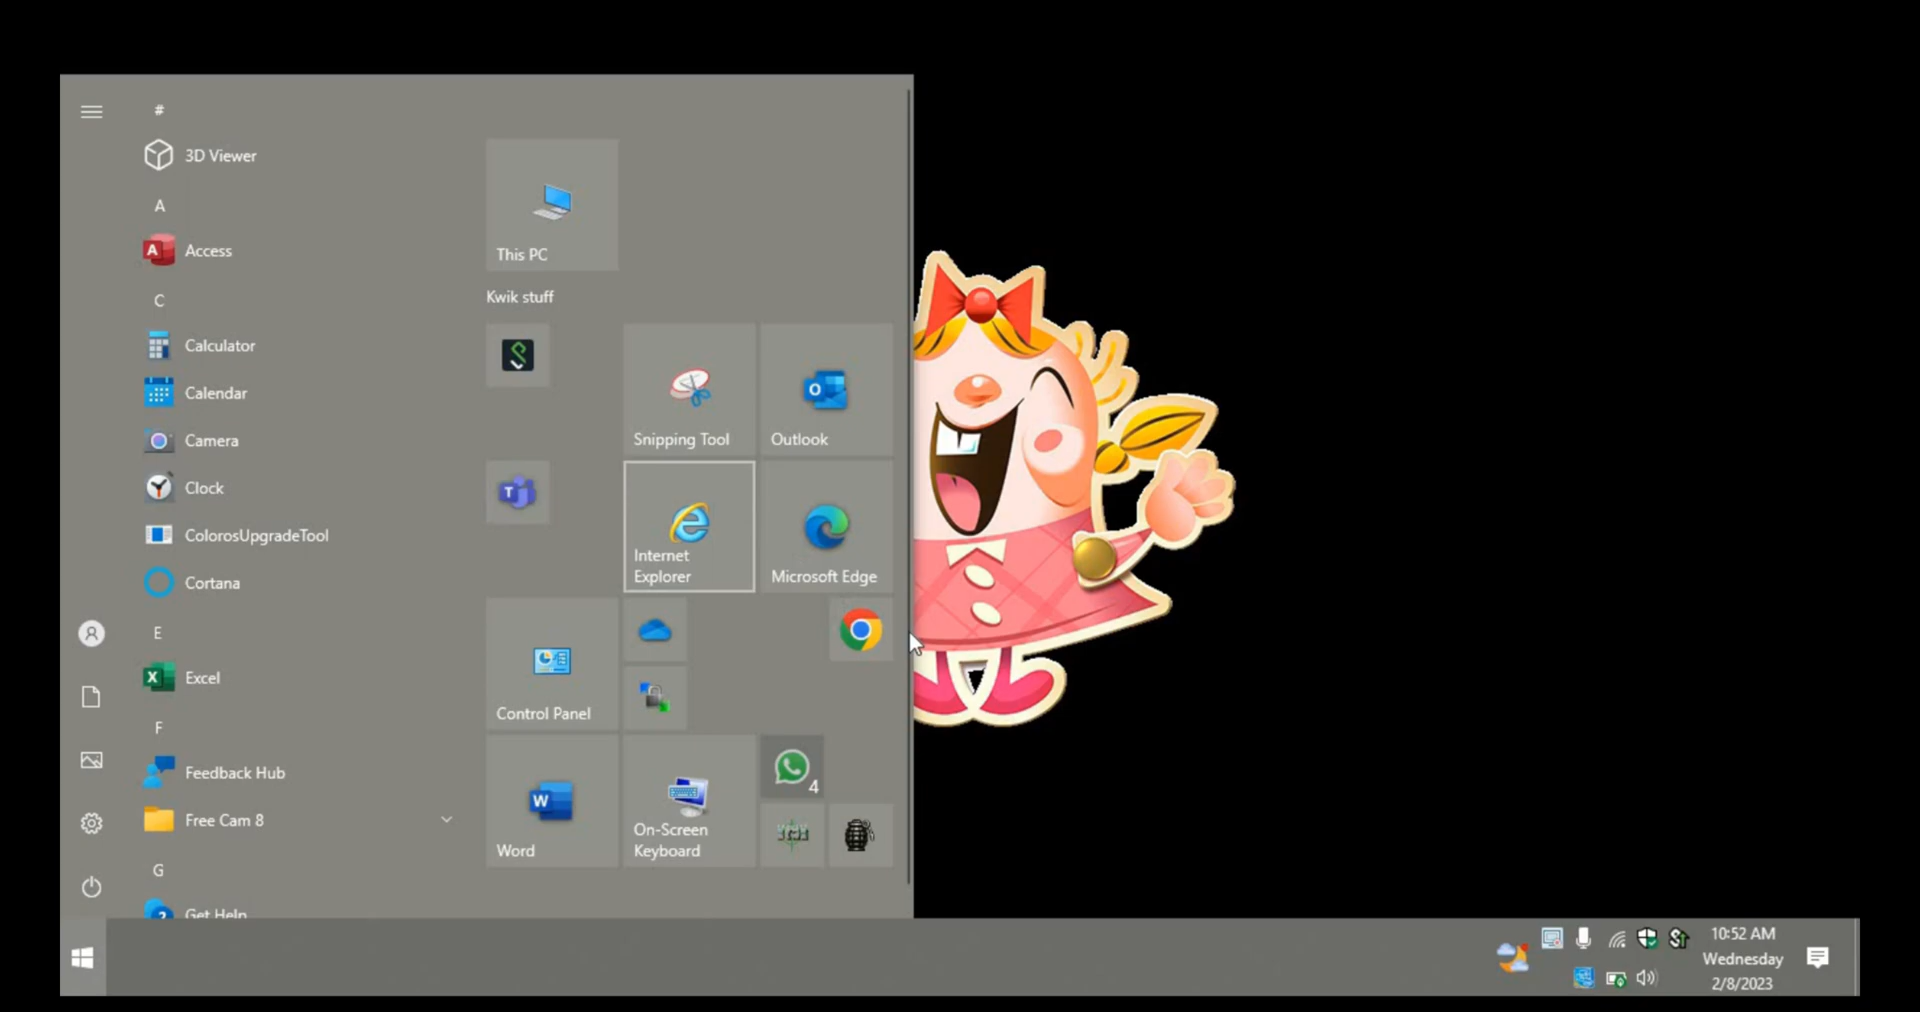 #
3D Viewer
A
Access
C
Calculator
Calendar
Camera
Clock
ColorosUpgradeTool
Cortana
E
Excel
F
Feedback Hub
Free Cam 8
G
Get Help
This PC
Kwik stuff
Snipping Tool
Outlook
Internet
Explorer
Microsoft Edge
Control Panel
Word
On-Screen
Keyboard
4
10:52 AM
Wednesday
2/8/2023